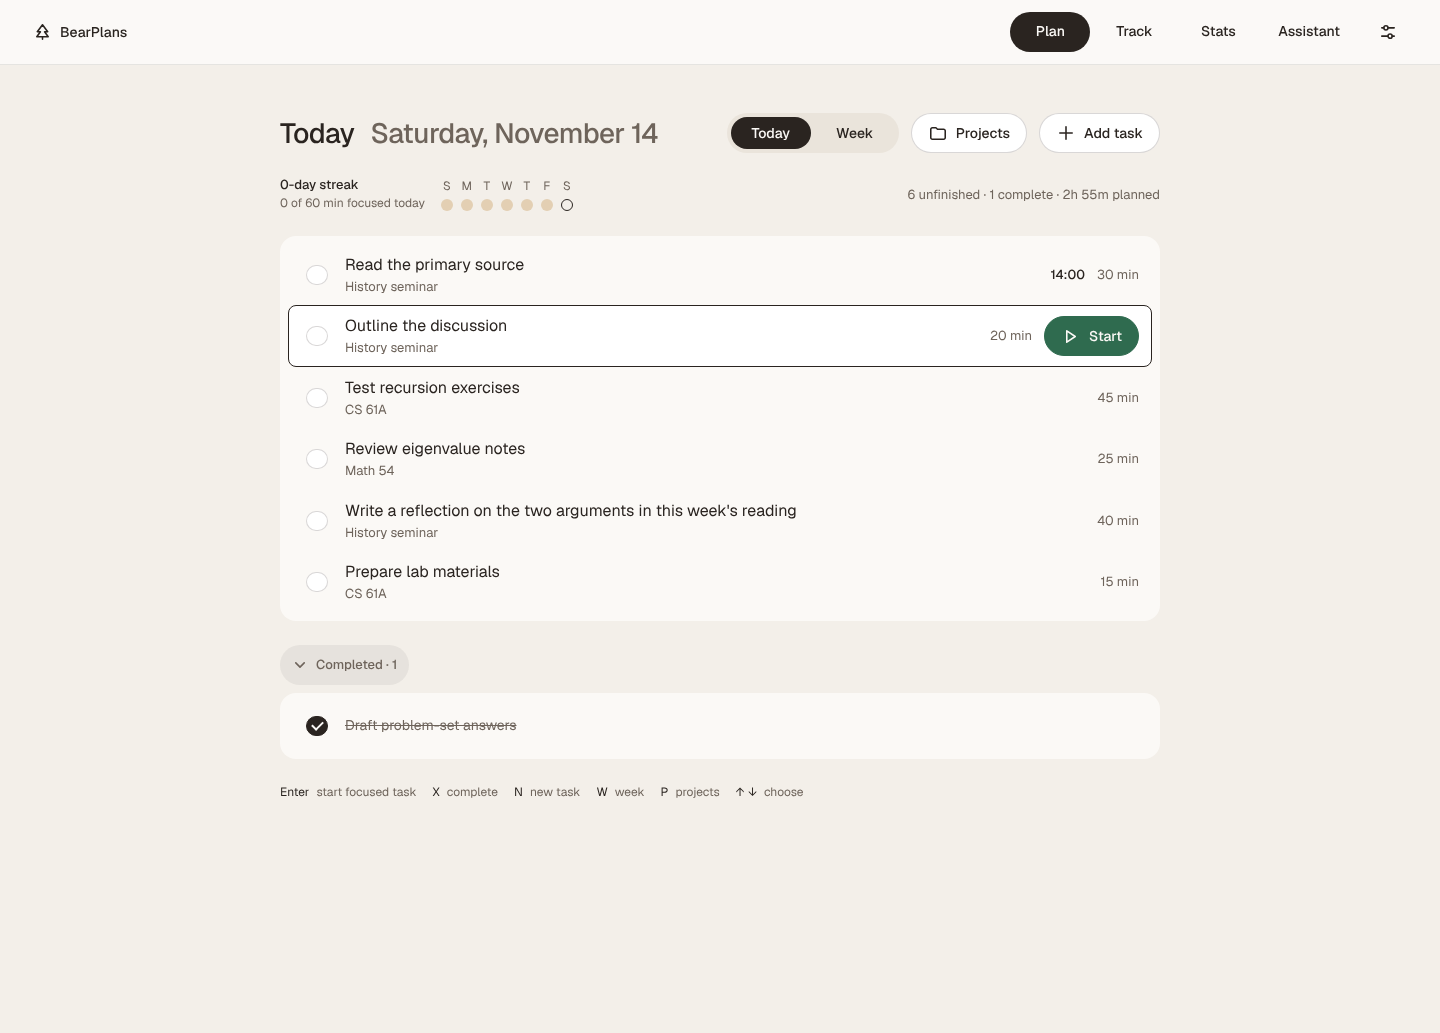 BearPlans
Plan
Track
Stats
Assistant
Today Saturday, November 14
Today
Week
Projects
Add task
0-day streak
0 of 60 min focused today
S M T W T F S
6 unfinished · 1 complete · 2h 55m planned
Read the primary source
History seminar
14:00 30 min
Outline the discussion
History seminar
20 min
Start
Test recursion exercises
CS 61A
45 min
Review eigenvalue notes
Math 54
25 min
Write a reflection on the two arguments in this week's reading
History seminar
40 min
Prepare lab materials
CS 61A
15 min
Completed · 1
Draft problem-set answers
Enter start focused task X complete N new task W week P projects ↑ ↓ choose